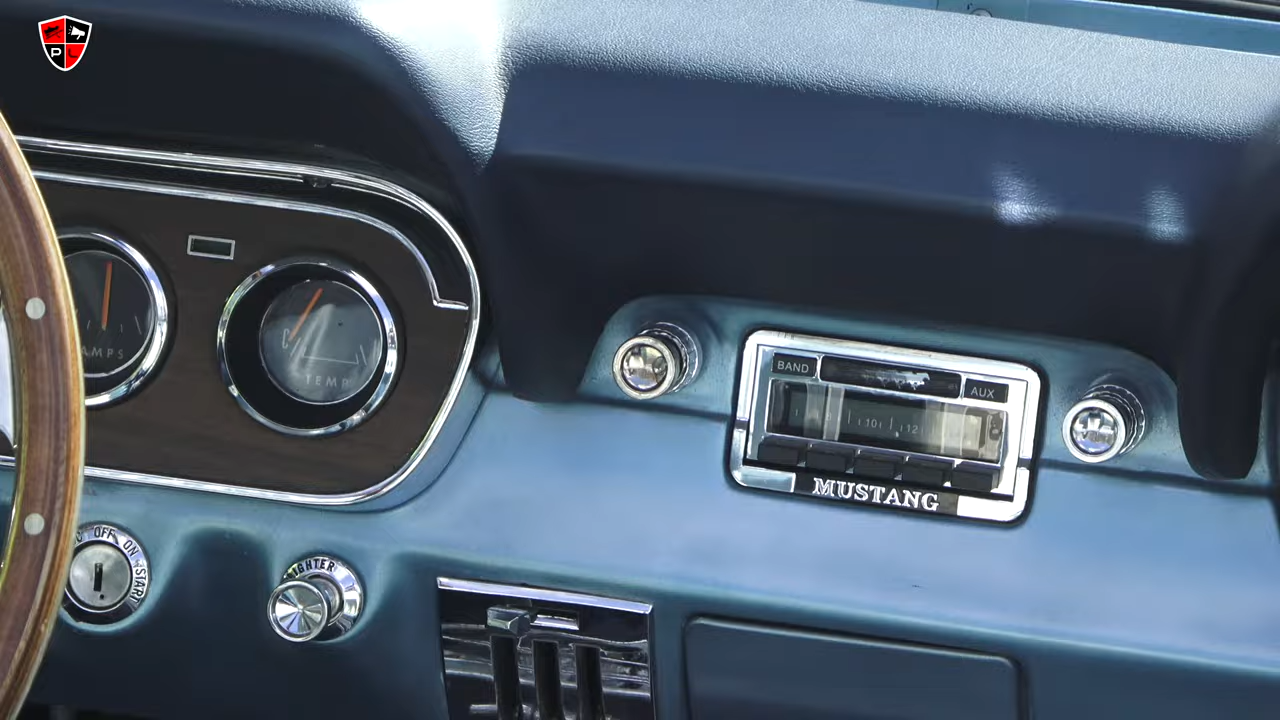 P L
AMPS
C
TEMP
BAND
AUX
10
12
MUSTANG
OFF ON START
LIGHTER